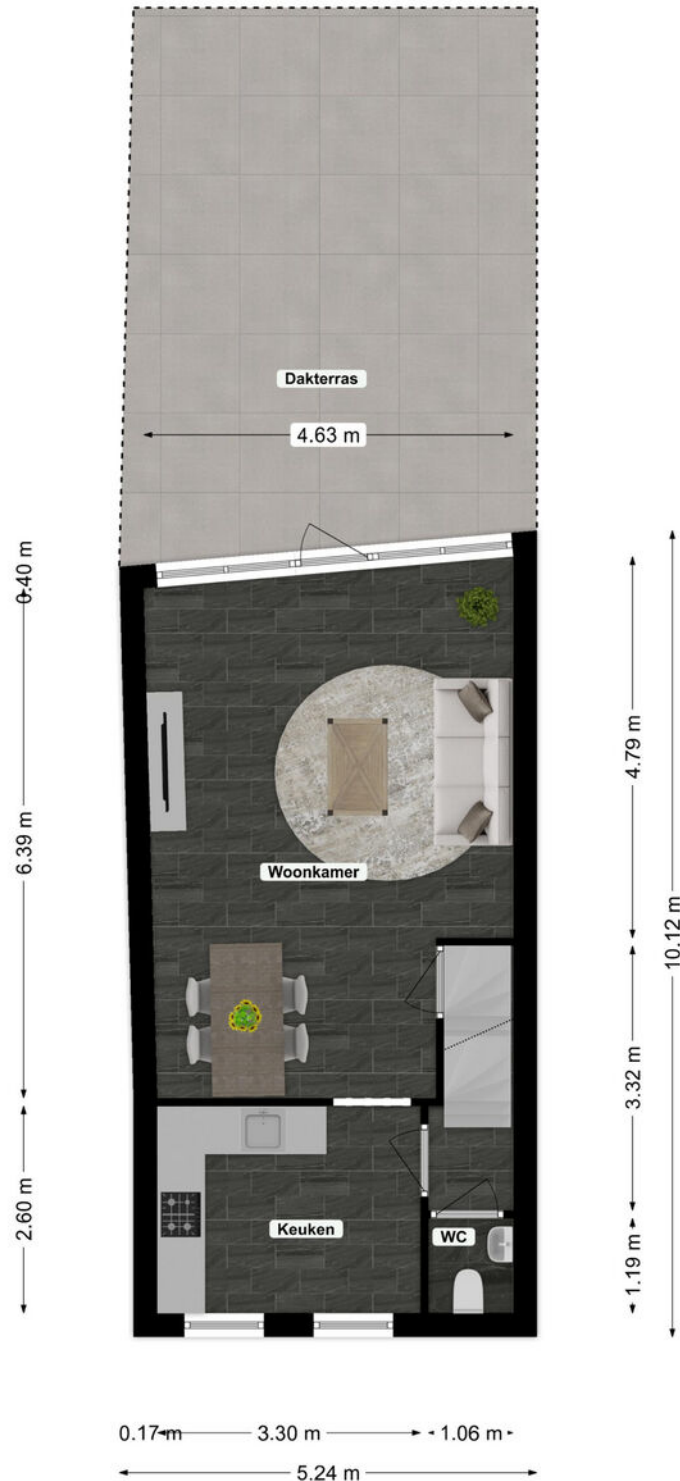 Dakterras
4.63 m
0.40 m
4.79 m
6.39 m
Woonkamer
10.12 m
3.32 m
2.60 m
Keuken
WC
1.19 m
0.17 m
3.30 m
1.06 m
5.24 m